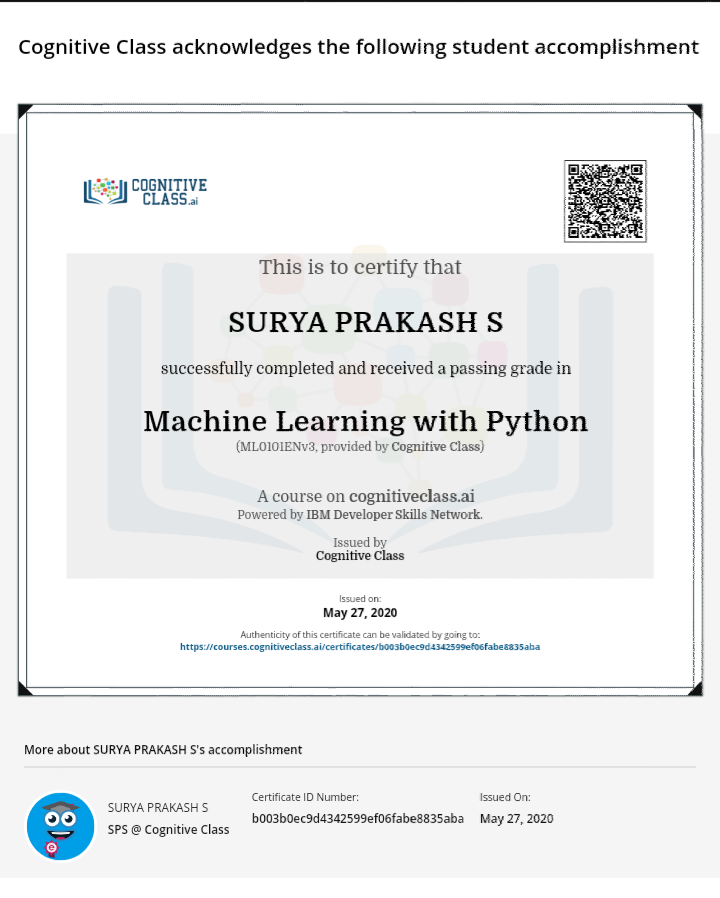 Cognitive Class acknowledges the following student accomplishment
COGNITIVE
CLASS.ai
This is to certify that
SURYA PRAKASH S
successfully completed and received a passing grade in
Machine Learning with Python
(ML0101ENv3, provided by Cognitive Class)
A course on cognitiveclass.ai
Powered by IBM Developer Skills Network.
Issued by
Cognitive Class
Issued on:
May 27, 2020
Authenticity of this certificate can be validated by going to:
https://courses.cognitiveclass.ai/certificates/b003b0ec9d4342599ef06fabe8835aba
More about SURYA PRAKASH S's accomplishment
SURYA PRAKASH S
SPS @ Cognitive Class
Certificate ID Number:
b003b0ec9d4342599ef06fabe8835aba
Issued On:
May 27, 2020
e